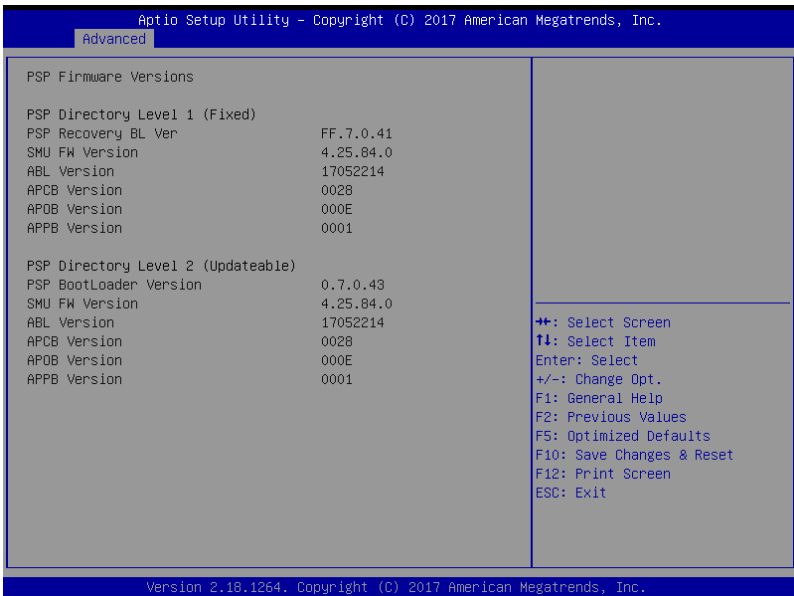 Aptio Setup Utility – Copyright (C) 2017 American Megatrends, Inc.
Advanced
PSP Firmware Versions
PSP Directory Level 1 (Fixed)
PSP Recovery BL Ver FF.7.0.41
SMU FW Version 4.25.84.0
ABL Version 17052214
APCB Version 0028
APOB Version 000E
APPB Version 0001
PSP Directory Level 2 (Updateable)
PSP BootLoader Version 0.7.0.43
SMU FW Version 4.25.84.0
ABL Version 17052214
APCB Version 0028
APOB Version 000E
APPB Version 0001
→←: Select Screen
↑↓: Select Item
Enter: Select
+/-: Change Opt.
F1: General Help
F2: Previous Values
F5: Optimized Defaults
F10: Save Changes & Reset
F12: Print Screen
ESC: Exit
Version 2.18.1264. Copyright (C) 2017 American Megatrends, Inc.